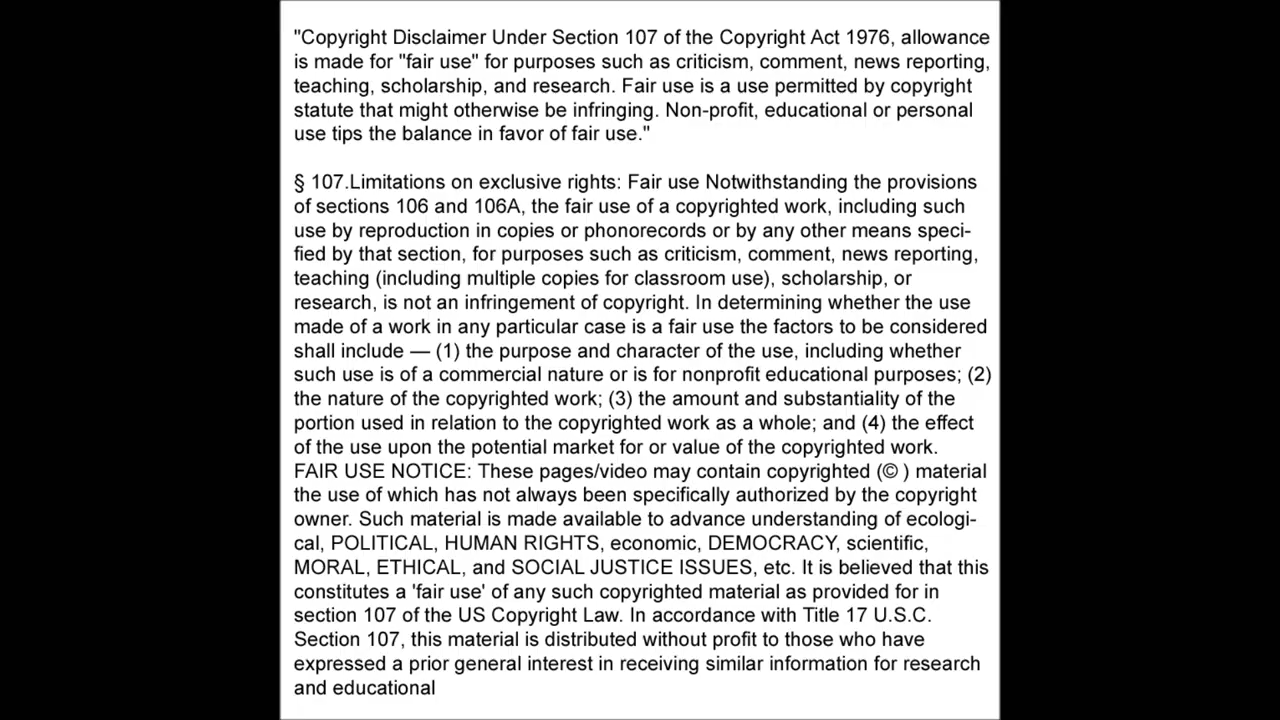 "Copyright Disclaimer Under Section 107 of the Copyright Act 1976, allowance
is made for "fair use" for purposes such as criticism, comment, news reporting,
teaching, scholarship, and research. Fair use is a use permitted by copyright
statute that might otherwise be infringing. Non-profit, educational or personal
use tips the balance in favor of fair use."
§ 107.Limitations on exclusive rights: Fair use Notwithstanding the provisions
of sections 106 and 106A, the fair use of a copyrighted work, including such
use by reproduction in copies or phonorecords or by any other means speci-
fied by that section, for purposes such as criticism, comment, news reporting,
teaching (including multiple copies for classroom use), scholarship, or
research, is not an infringement of copyright. In determining whether the use
made of a work in any particular case is a fair use the factors to be considered
shall include — (1) the purpose and character of the use, including whether
such use is of a commercial nature or is for nonprofit educational purposes; (2)
the nature of the copyrighted work; (3) the amount and substantiality of the
portion used in relation to the copyrighted work as a whole; and (4) the effect
of the use upon the potential market for or value of the copyrighted work.
FAIR USE NOTICE: These pages/video may contain copyrighted (© ) material
the use of which has not always been specifically authorized by the copyright
owner. Such material is made available to advance understanding of ecologi-
cal, POLITICAL, HUMAN RIGHTS, economic, DEMOCRACY, scientific,
MORAL, ETHICAL, and SOCIAL JUSTICE ISSUES, etc. It is believed that this
constitutes a 'fair use' of any such copyrighted material as provided for in
section 107 of the US Copyright Law. In accordance with Title 17 U.S.C.
Section 107, this material is distributed without profit to those who have
expressed a prior general interest in receiving similar information for research
and educational